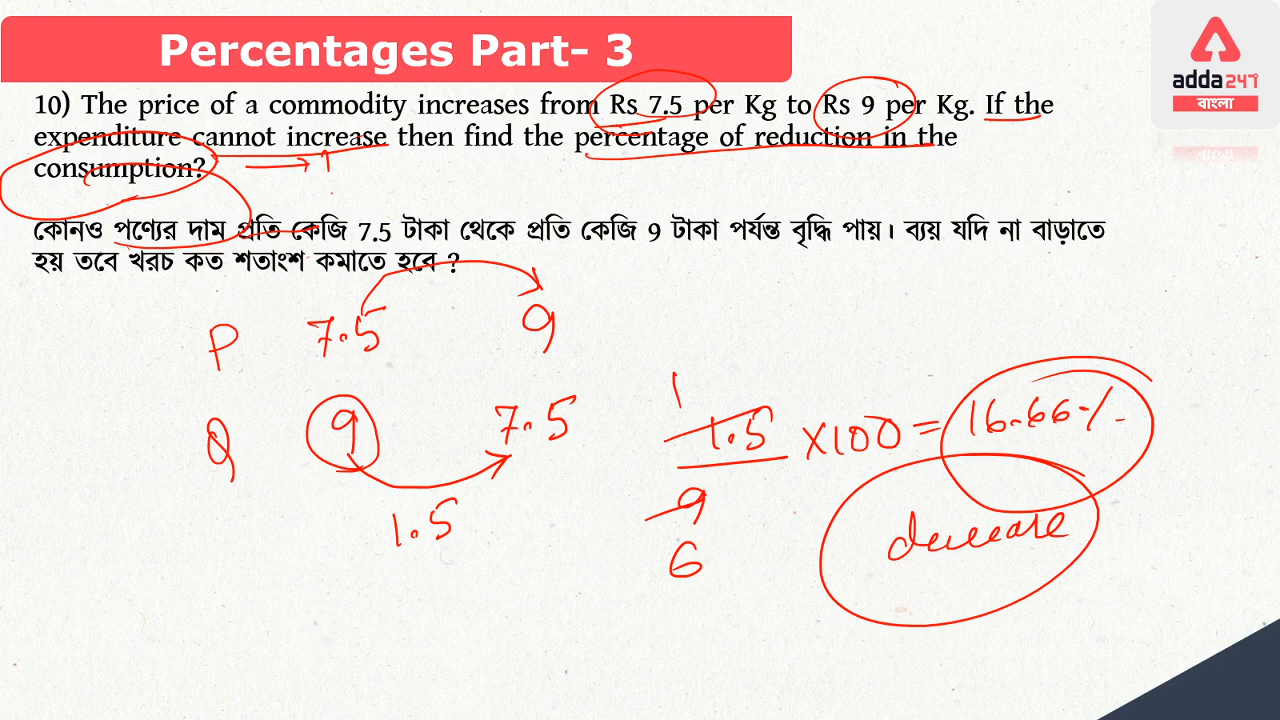 Percentages Part- 3
adda247
বাংলা
10) The price of a commodity increases from Rs 7.5 per Kg to Rs 9 per Kg. If the
expenditure cannot increase then find the percentage of reduction in the
consumption?
কোনও পণ্যের দাম প্রতি কেজি 7.5 টাকা থেকে প্রতি কেজি 9 টাকা পর্যন্ত বৃদ্ধি পায়। ব্যয় যদি না বাড়াতে
হয় তবে খরচ কত শতাংশ কমাতে হবে ?
P 7.5 9
Q 9 7.5
1.5
1
1.5 ×100 = 16.66%
9
6
decrease